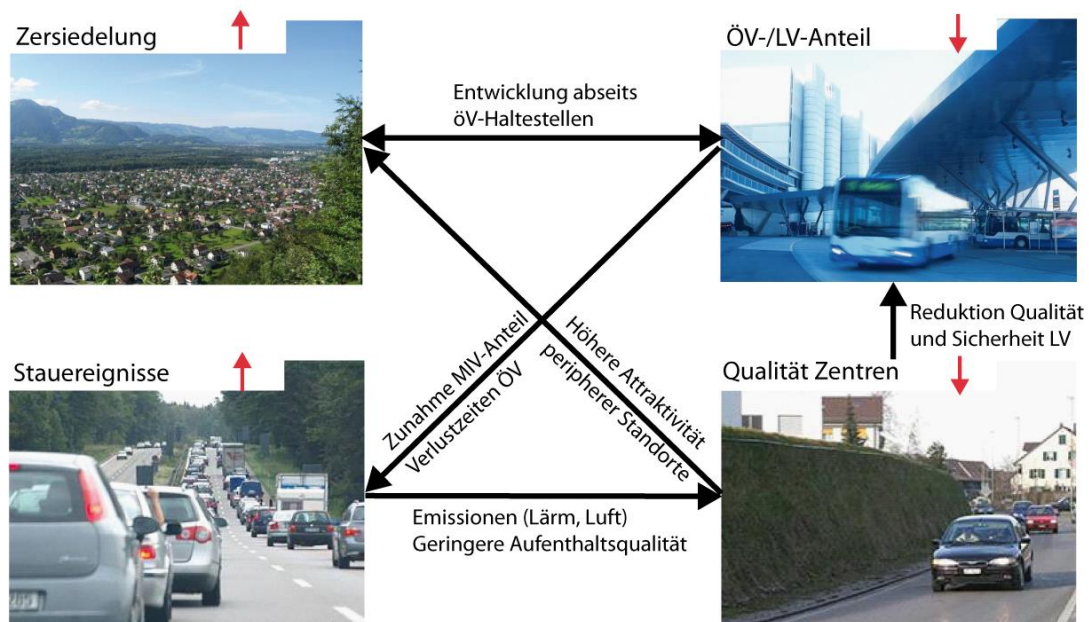 Zersiedelung
ÖV-/LV-Anteil
Entwicklung abseits
öV-Haltestellen
Stauereignisse
Zunahme MIV-Anteil
Verlustzeiten ÖV
Höhere Attraktivität
peripherer Standorte
Reduktion Qualität
und Sicherheit LV
Qualität Zentren
Emissionen (Lärm, Luft)
Geringere Aufenthaltsqualität